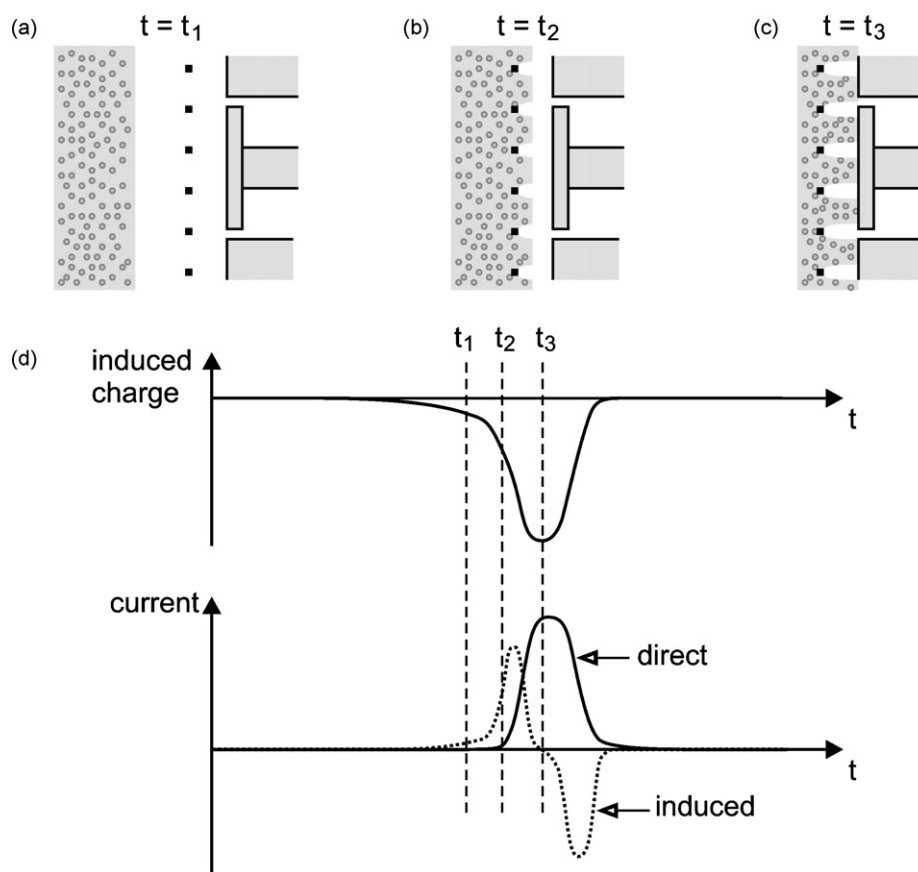 (a) t = t₁
(b) t = t₂
(c) t = t₃
(d)
induced
charge
t₁ t₂ t₃
t
current
direct
t
induced